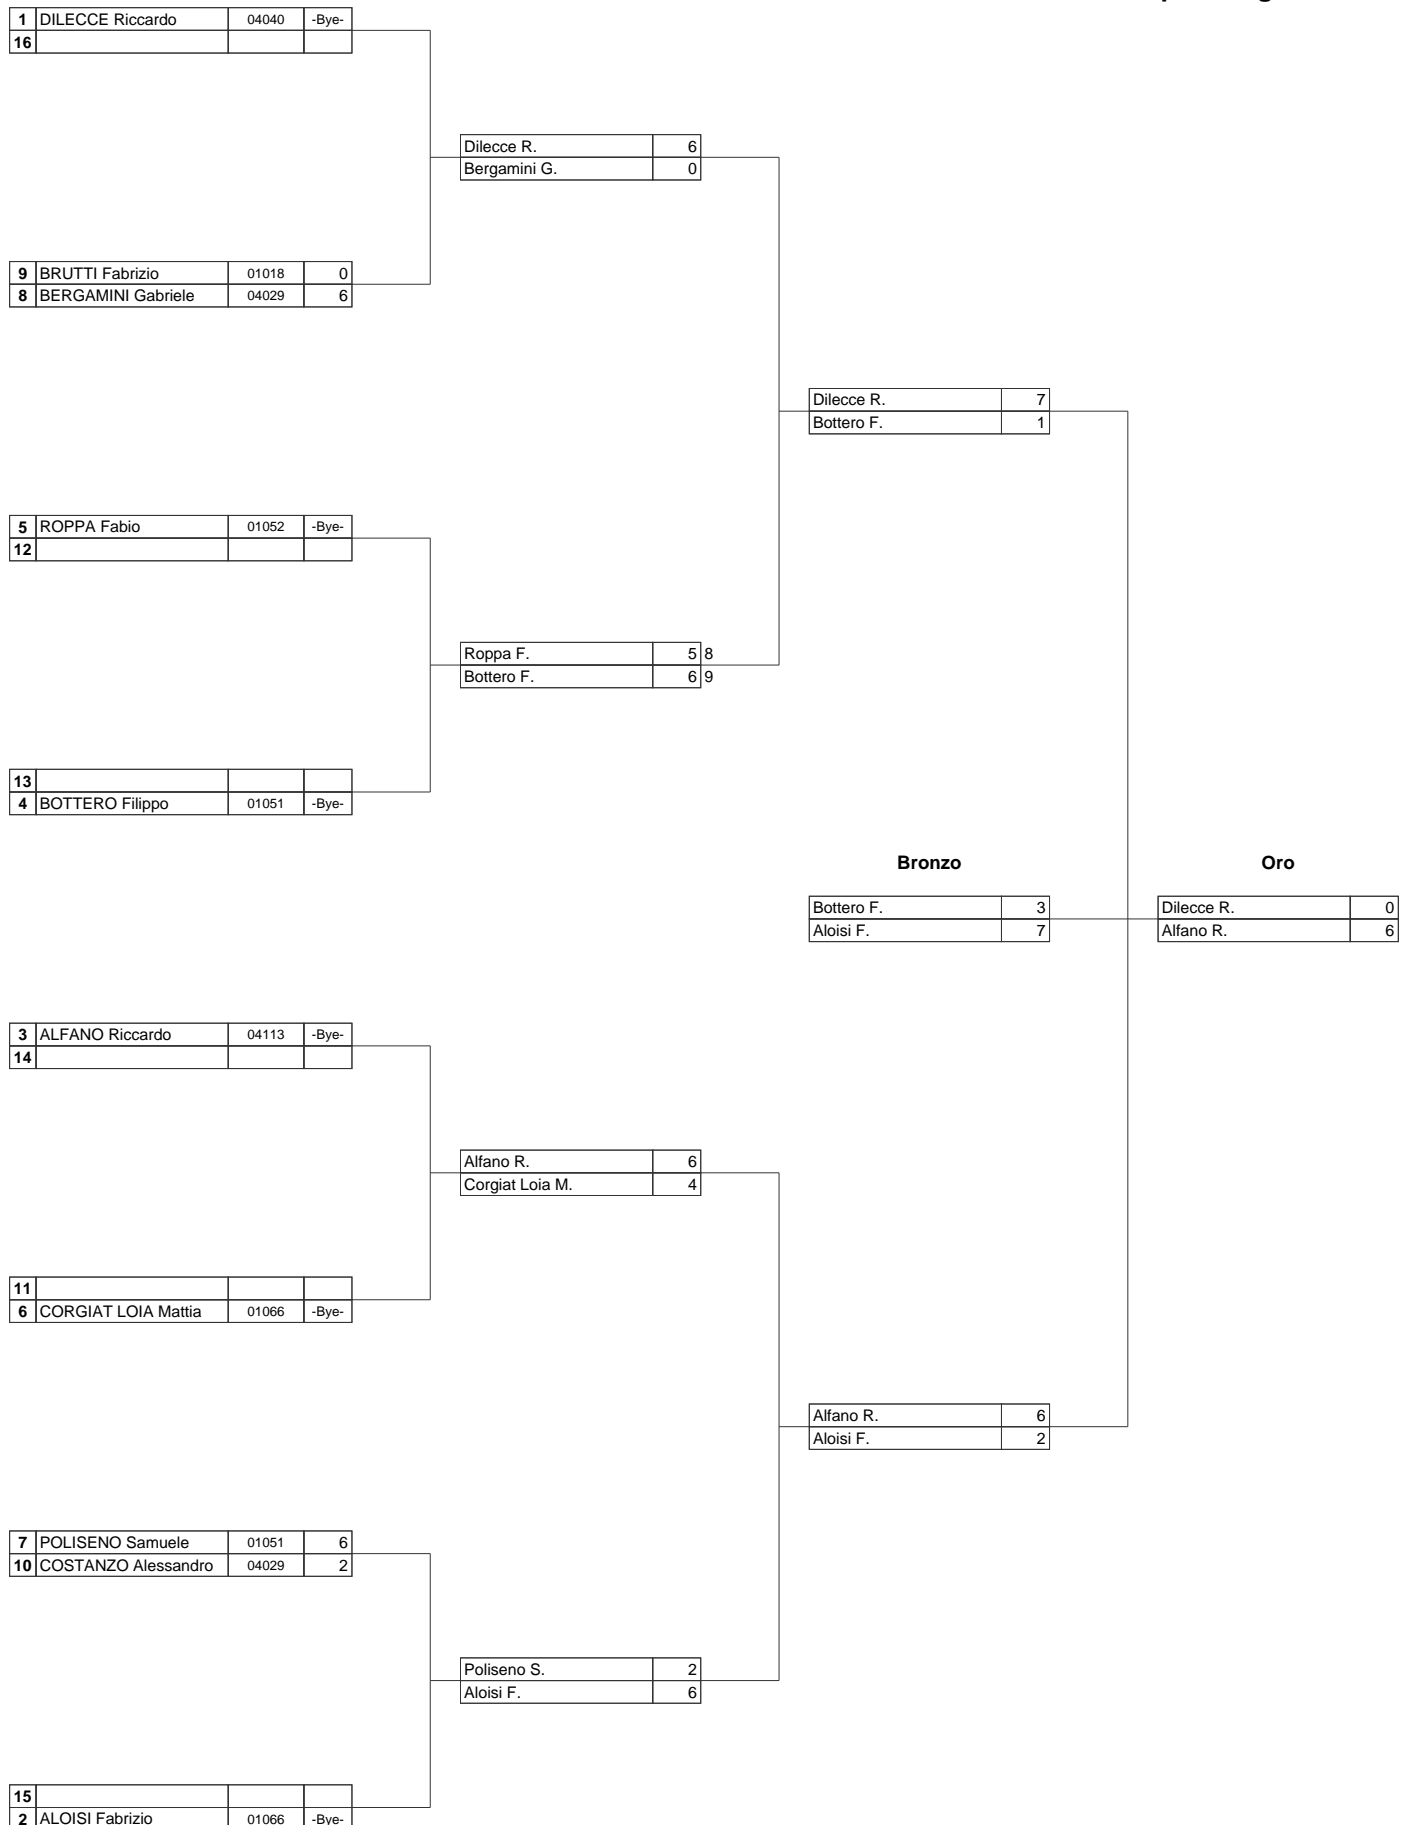 1 DILECCE Riccardo 04040 -Bye-
16
Dilecce R. 6
Bergamini G. 0
9 BRUTTI Fabrizio 01018 0
8 BERGAMINI Gabriele 04029 6
Dilecce R. 7
Bottero F. 1
5 ROPPA Fabio 01052 -Bye-
12
Roppa F. 5 8
Bottero F. 6 9
13
4 BOTTERO Filippo 01051 -Bye-
Bronzo Oro
Bottero F. 3 Dilecce R. 0
Aloisi F. 7 Alfano R. 6
3 ALFANO Riccardo 04113 -Bye-
14
Alfano R. 6
Corgiat Loia M. 4
11
6 CORGIAT LOIA Mattia 01066 -Bye-
Alfano R. 6
Aloisi F. 2
7 POLISENO Samuele 01051 6
10 COSTANZO Alessandro 04029 2
Poliseno S. 2
Aloisi F. 6
15
2 ALOISI Fabrizio 01066 -Bye-